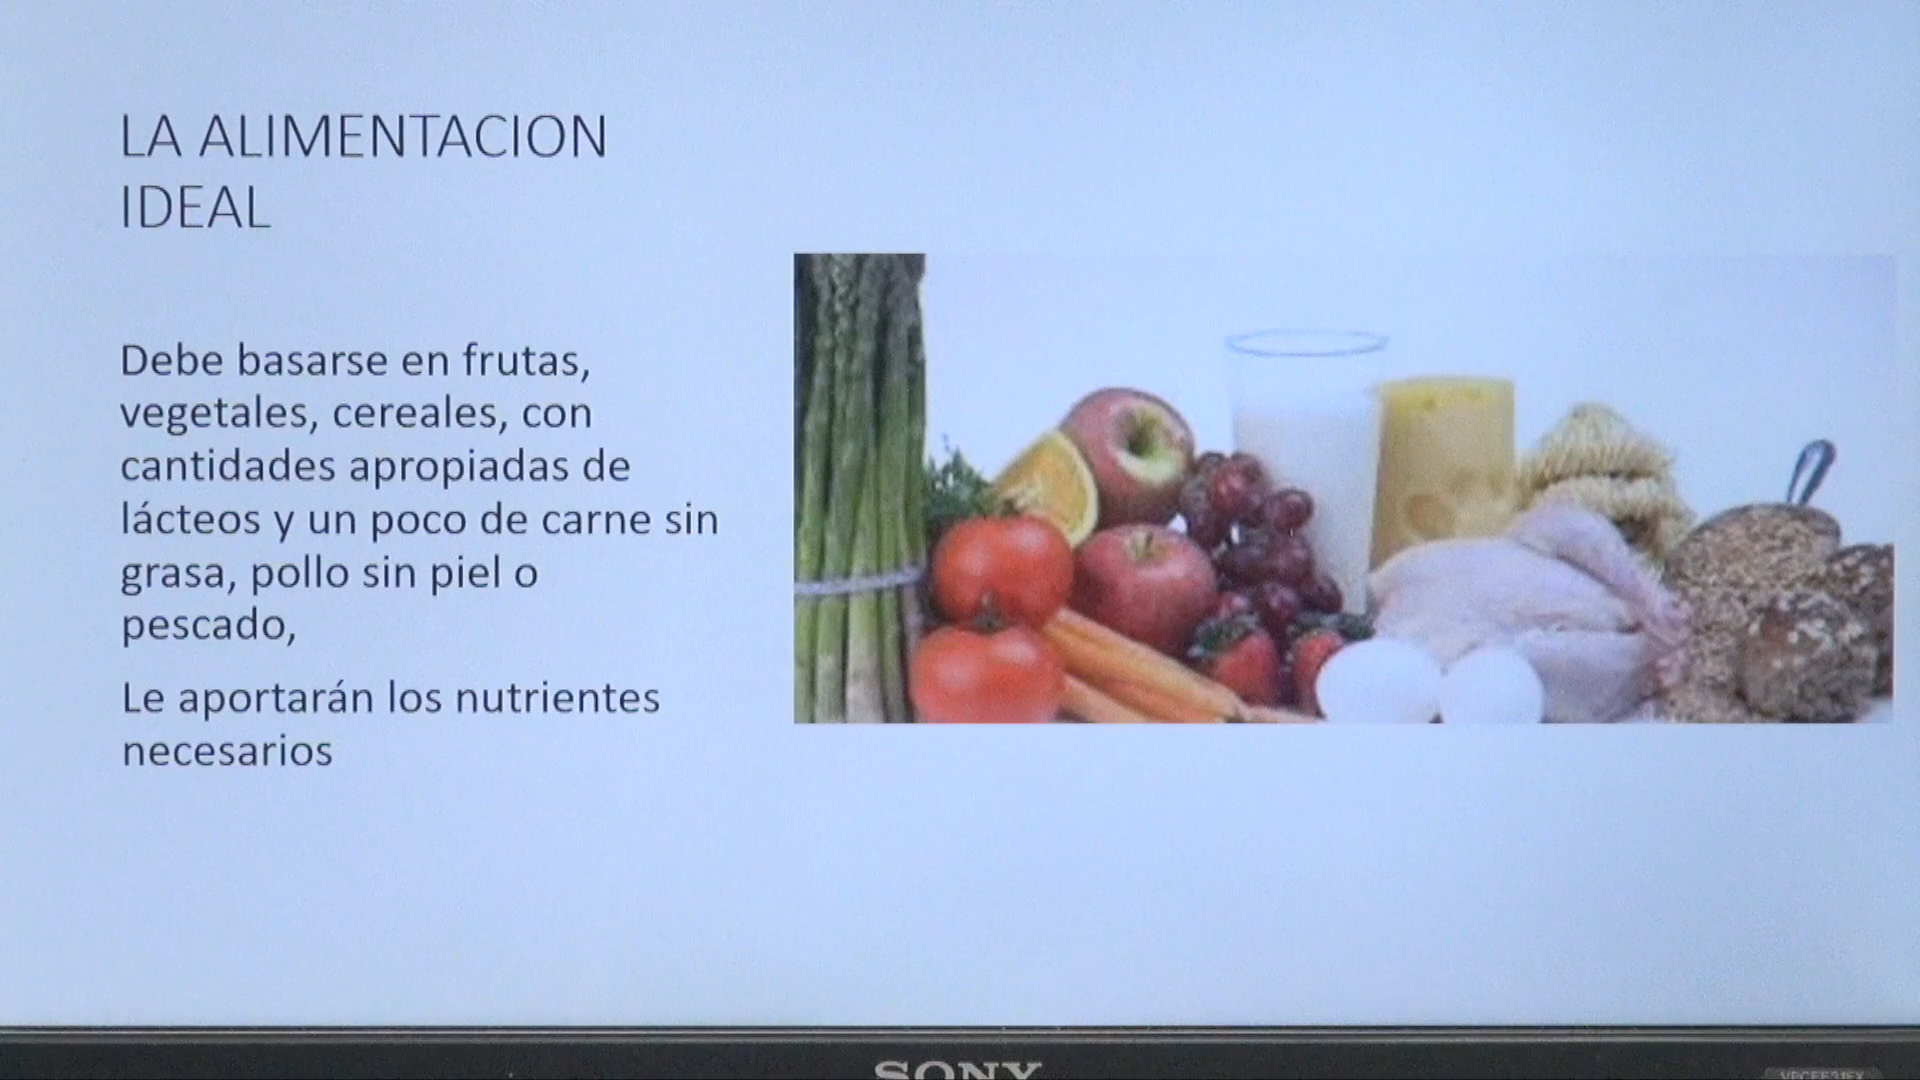 LA ALIMENTACION
IDEAL
Debe basarse en frutas,
vegetales, cereales, con
cantidades apropiadas de
lácteos y un poco de carne sin
grasa, pollo sin piel o
pescado,
Le aportarán los nutrientes
necesarios
SONY